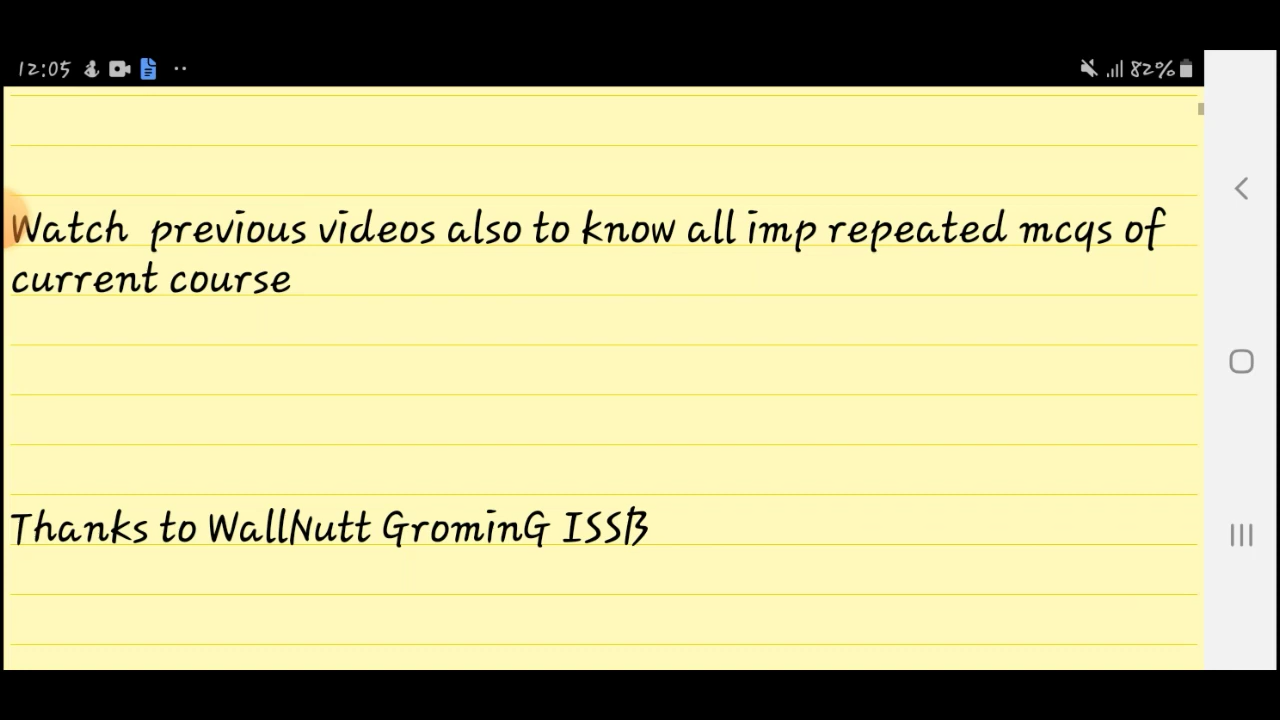 12:05 82%
Watch previous videos also to know all imp repeated mcqs of
current course
Thanks to WallNutt GrominG ISSB